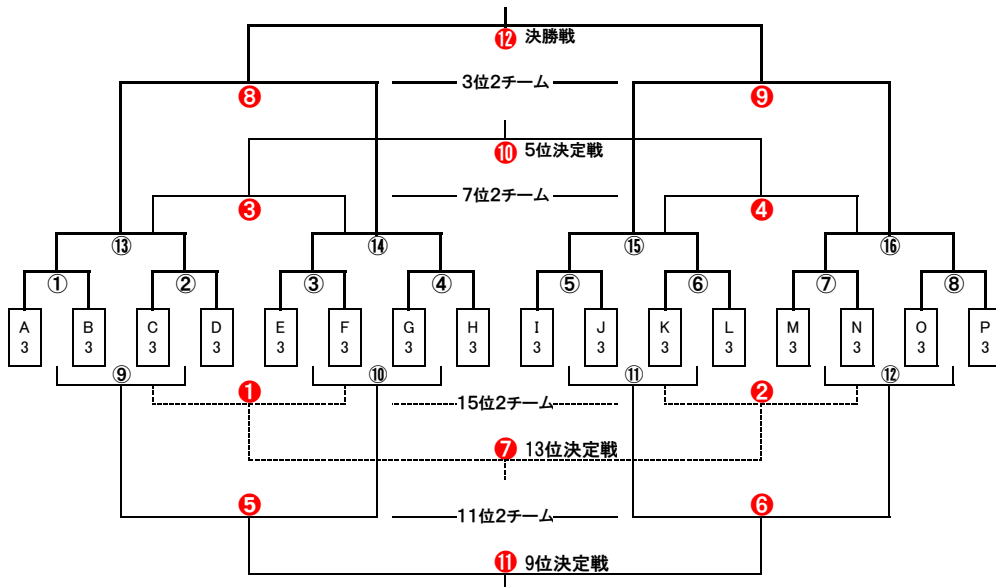 ⓬ 決勝戦
3位2チーム
❽ ❾
❿ 5位決定戦
7位2チーム
❸ ❹
⑬ ⑭ ⑮ ⑯
① ② ③ ④ ⑤ ⑥ ⑦ ⑧
A B C D E F G H I J K L M N O P
3 3 3 3 3 3 3 3 3 3 3 3 3 3 3 3
⑨ ⑩ ⑪ ⑫
❶ ❷
15位2チーム
❼ 13位決定戦
❺ ❻
11位2チーム
⓫ 9位決定戦